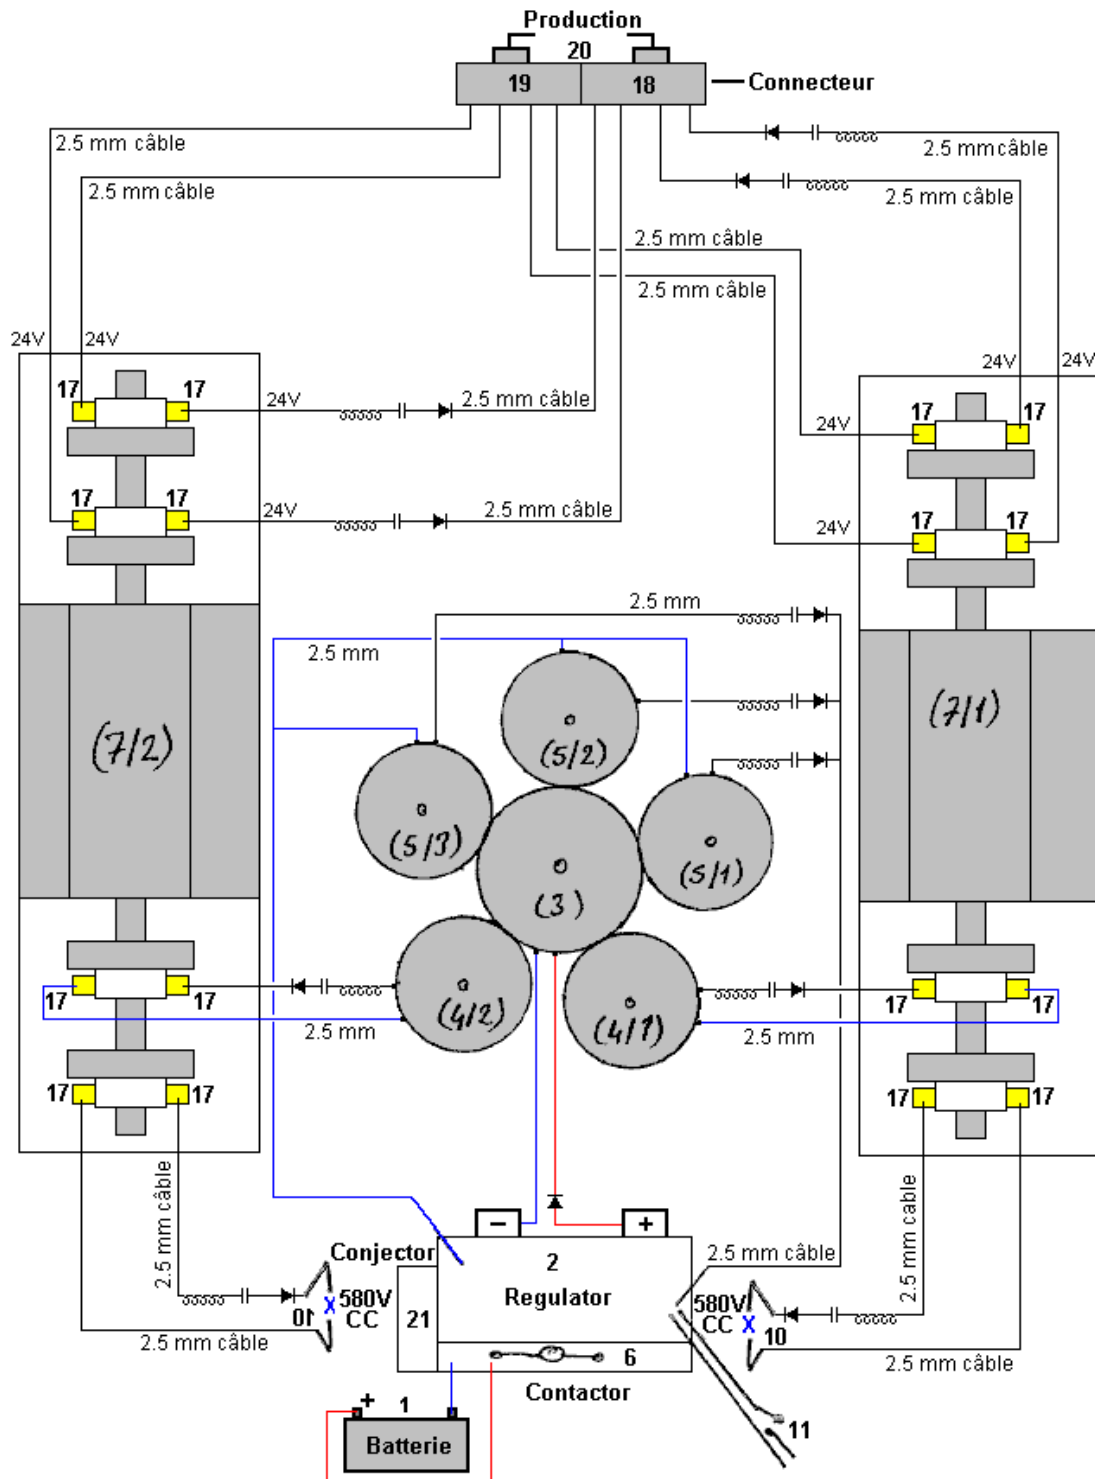 Production
20
19
18
Connecteur
2.5 mm câble
2.5 mm câble
2.5 mm câble
2.5 mm câble
2.5 mm câble
2.5 mm câble
24V
24V
24V
24V
17
17
24V
2.5 mm câble
24V
17
17
17
17
24V
2.5 mm câble
24V
17
17
2.5 mm
2.5 mm
(7/2)
(5/2)
(7/1)
(5/3)
(5/1)
(3)
17
17
(4/2)
(4/1)
17
17
2.5 mm
2.5 mm
17
17
17
17
2.5 mm câble
2.5 mm câble
− +
Conjector
2
2.5 mm câble
580V
CC
X
10
21
Regulator
580V
CC
X
10
2.5 mm câble
2.5 mm câble
6
Contactor
+
1
11
Batterie